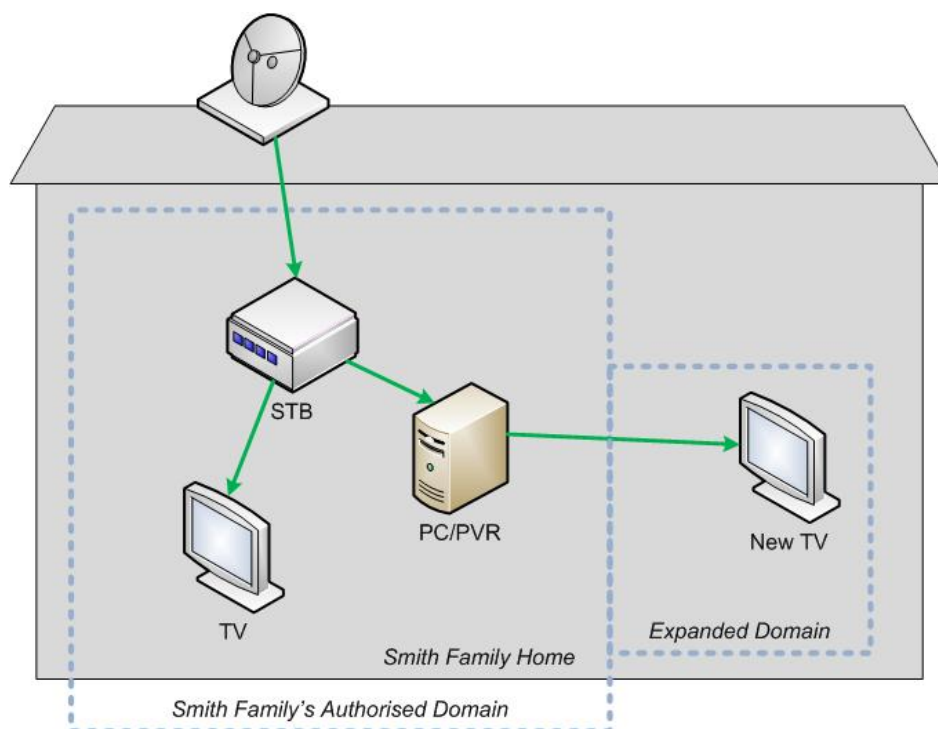 STB
PC/PVR
New TV
TV
Expanded Domain
Smith Family Home
Smith Family's Authorised Domain